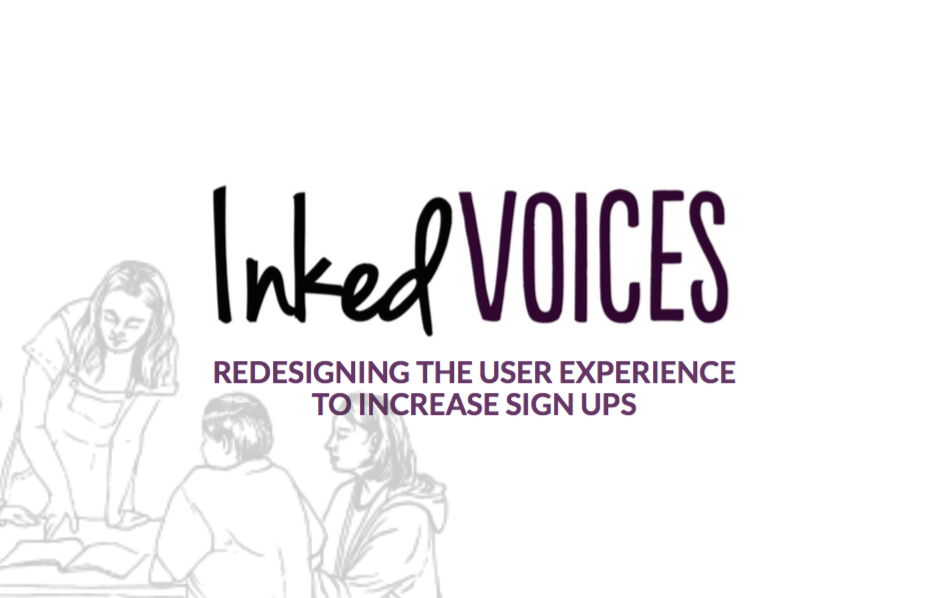 Inked VOICES
REDESIGNING THE USER EXPERIENCE
TO INCREASE SIGN UPS